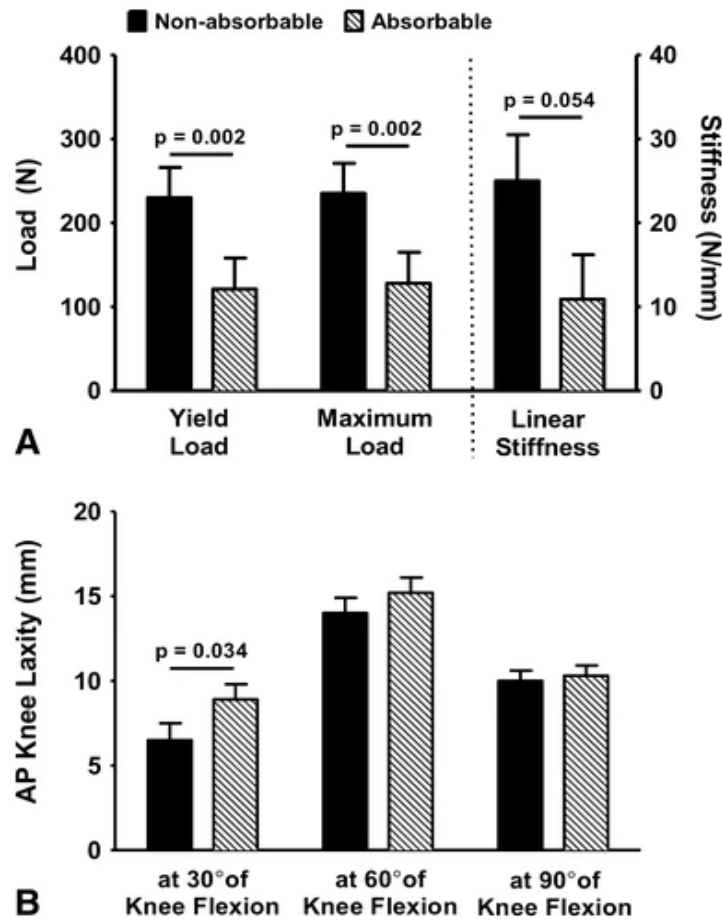 Non-absorbable Absorbable
400 40
p = 0.054
p = 0.002 p = 0.002
300 30
Load (N)
Stiffness (N/mm)
200 20
100 10
0 0
Yield Load
Maximum Load
Linear Stiffness
A
20
AP Knee Laxity (mm)
15
p = 0.034
10
5
0
at 30°of Knee Flexion
at 60°of Knee Flexion
at 90°of Knee Flexion
B